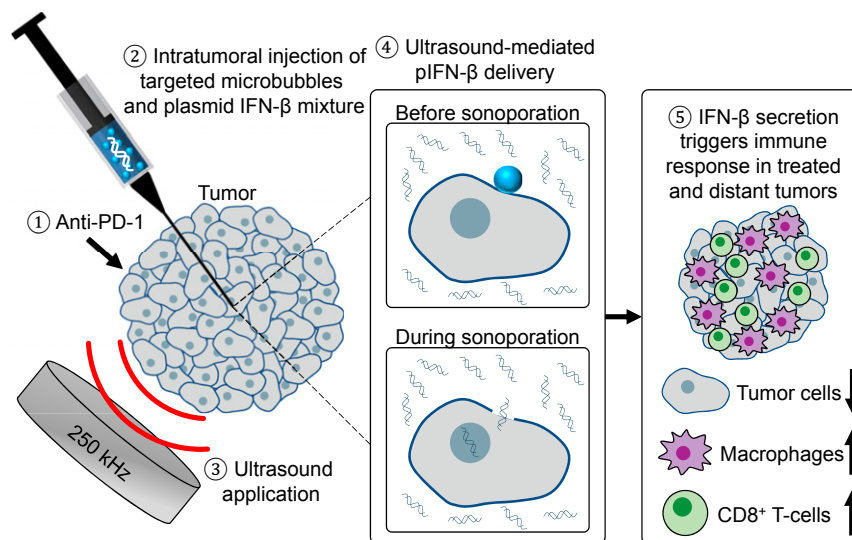 ② Intratumoral injection of
targeted microbubbles
and plasmid IFN-β mixture
Tumor
① Anti-PD-1
250 kHz
③ Ultrasound
application
④ Ultrasound-mediated
pIFN-β delivery
Before sonoporation
During sonoporation
⑤ IFN-β secretion
triggers immune
response in treated
and distant tumors
Tumor cells
Macrophages
CD8⁺ T-cells